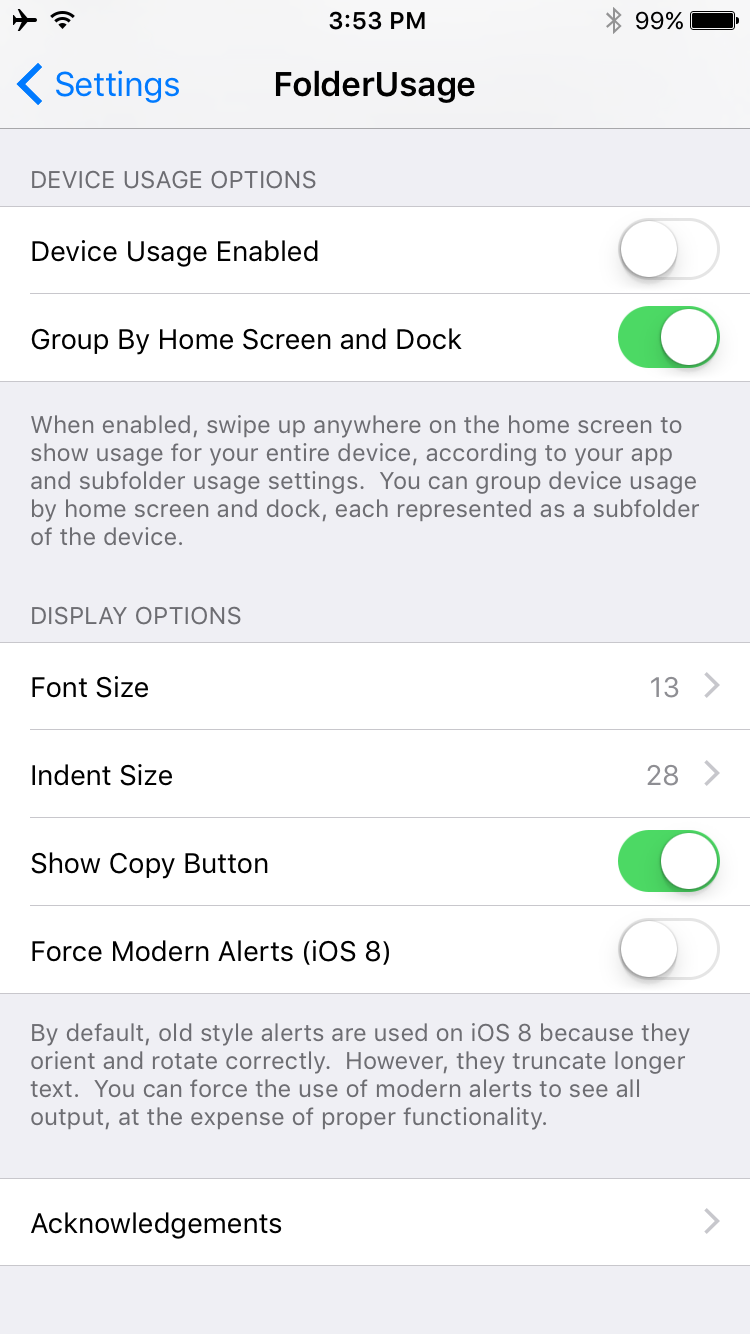 3:53 PM 99%
Settings FolderUsage
DEVICE USAGE OPTIONS
Device Usage Enabled
Group By Home Screen and Dock
When enabled, swipe up anywhere on the home screen to
show usage for your entire device, according to your app
and subfolder usage settings.  You can group device usage
by home screen and dock, each represented as a subfolder
of the device.
DISPLAY OPTIONS
Font Size 13
Indent Size 28
Show Copy Button
Force Modern Alerts (iOS 8)
By default, old style alerts are used on iOS 8 because they
orient and rotate correctly.  However, they truncate longer
text.  You can force the use of modern alerts to see all
output, at the expense of proper functionality.
Acknowledgements